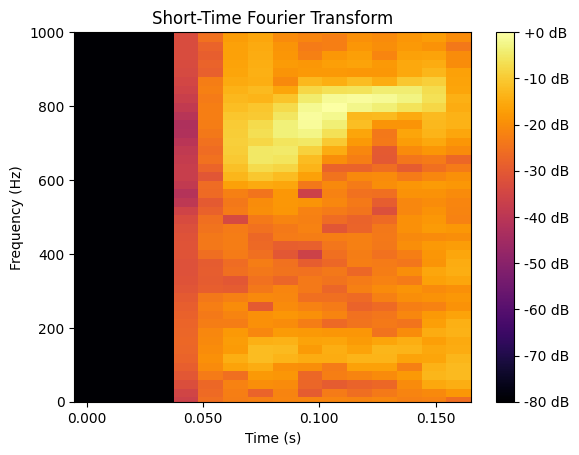 Short-Time Fourier Transform
1000
800
600
400
200
0
Frequency (Hz)
0.000
0.050
0.100
0.150
Time (s)
+0 dB
-10 dB
-20 dB
-30 dB
-40 dB
-50 dB
-60 dB
-70 dB
-80 dB